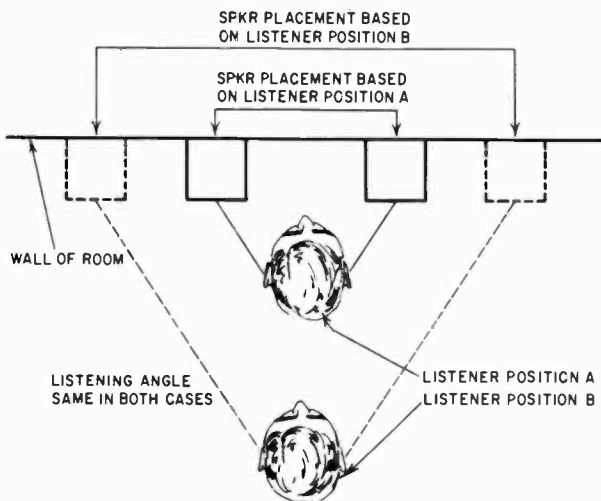 SPKR PLACEMENT BASED
ON LISTENER POSITION B
SPKR PLACEMENT BASED
ON LISTENER POSITION A
WALL OF ROOM
LISTENING ANGLE
SAME IN BOTH CASES
LISTENER POSITION A
LISTENER POSITION B